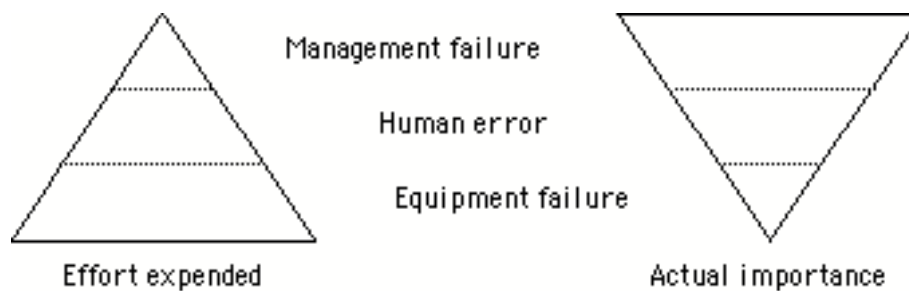 Management failure
Human error
Equipment failure
Effort expended
Actual importance